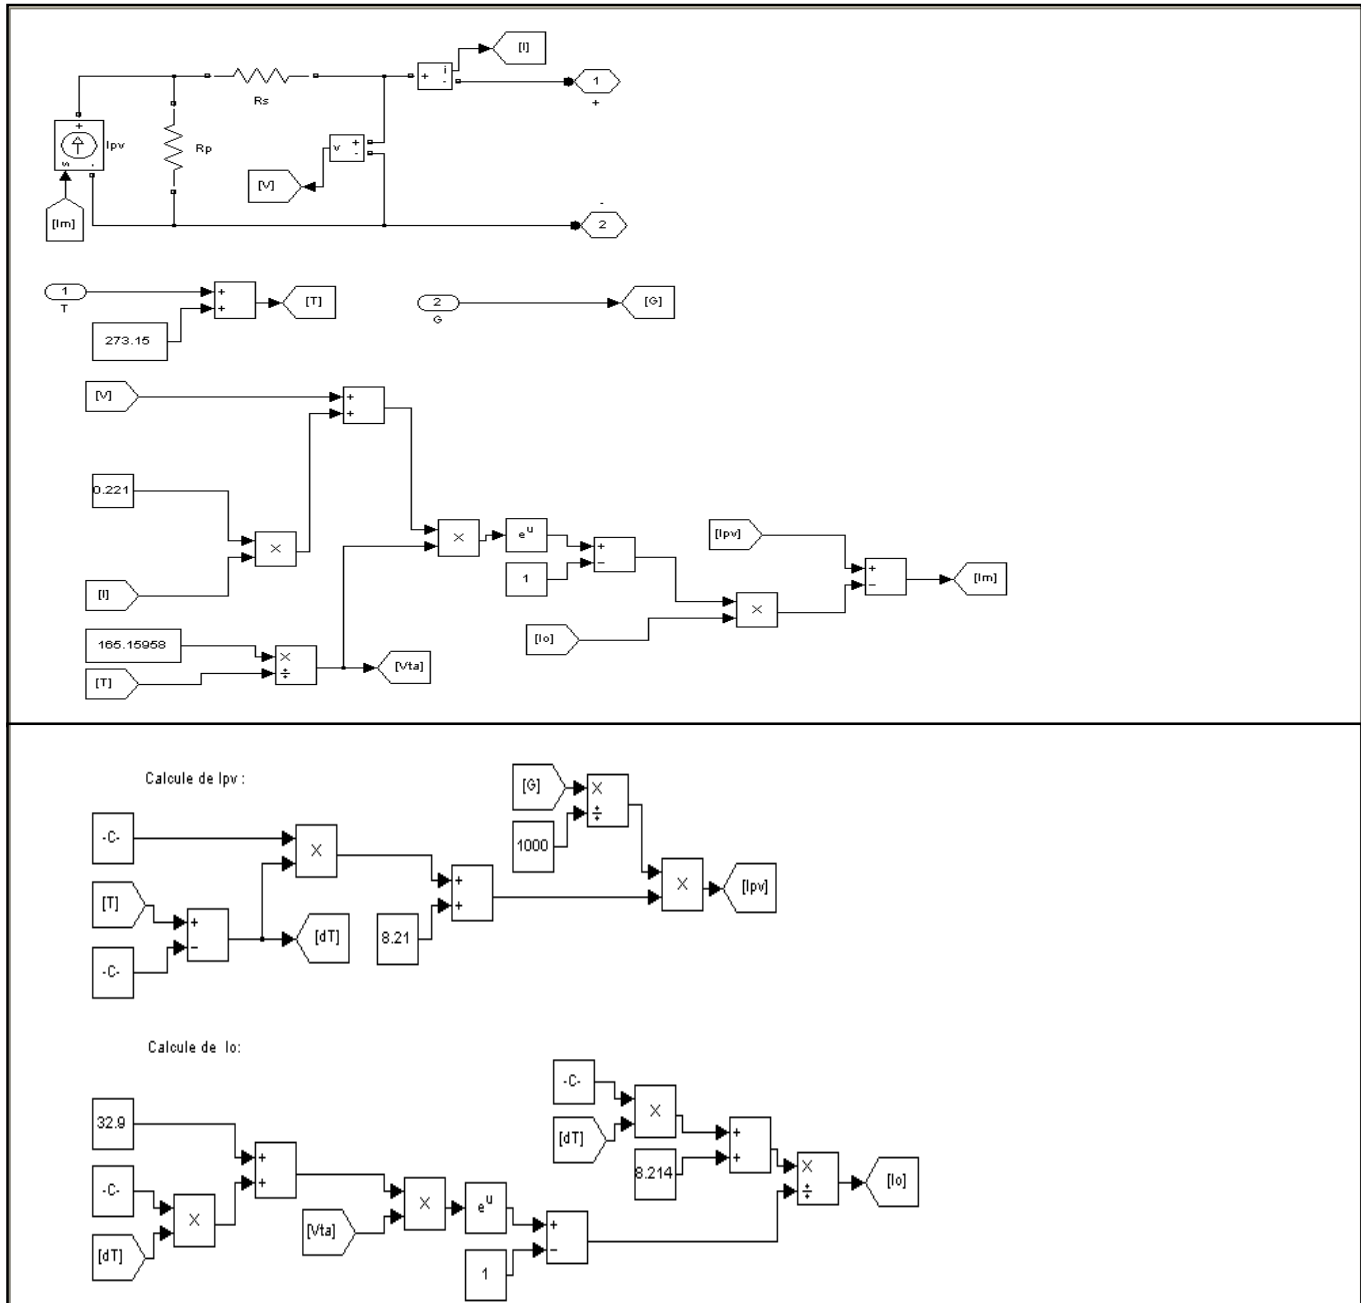 [I]
+ i -
1
+
Rs
+
Ipv
s -
Rp
v + -
[V]
[Im]
-
2
1
T
+
+
[T]
2
G
[G]
273.15
[V]
+
+
0.221
×
[I]
×
e^u
+
−
1
[Ipv]
+
−
[Im]
×
[Io]
165.15958
[T]
×
÷
[Vta]
Calcule de Ipv :
[G]
×
÷
1000
-C-
×
[T]
+
−
-C-
[dT]
8.21
+
+
×
[Ipv]
Calcule de Io:
-C-
×
[dT]
32.9
+
+
-C-
×
[dT]
[Vta]
×
e^u
+
−
1
8.214
+
+
×
÷
[Io]